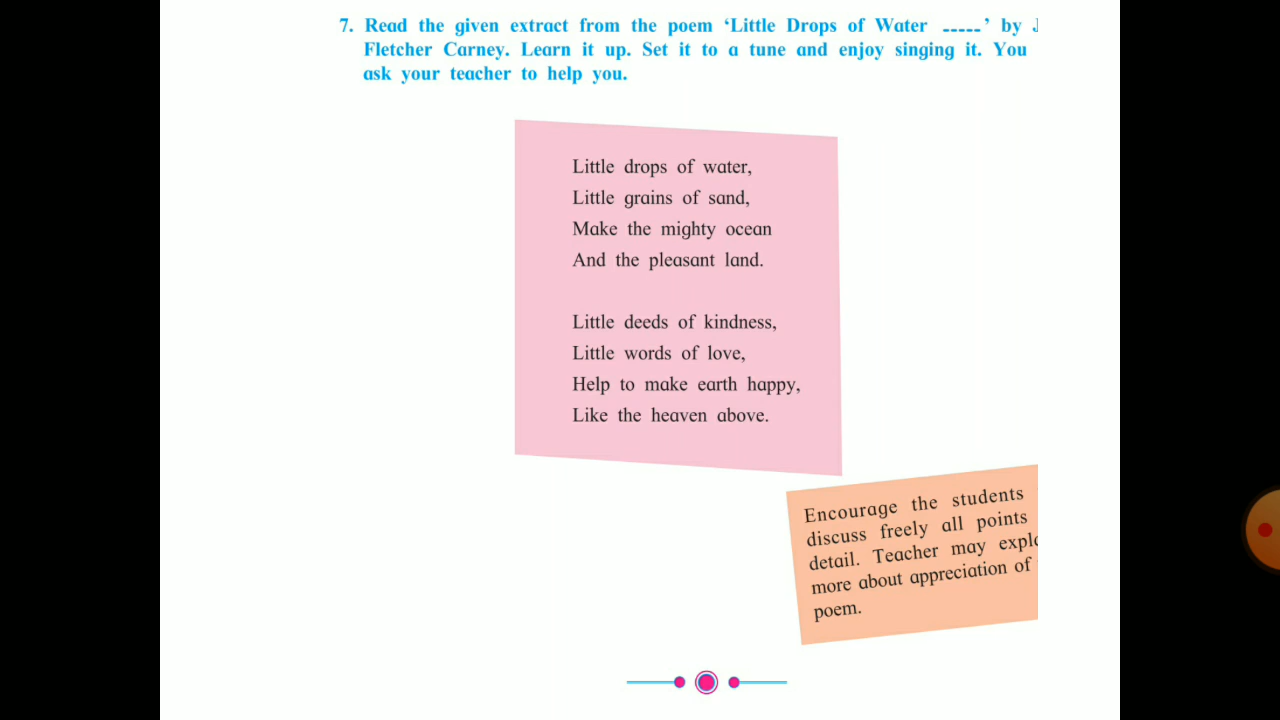 7. Read the given extract from the poem ‘Little Drops of Water -----’ by
Fletcher Carney. Learn it up. Set it to a tune and enjoy singing it. You
ask your teacher to help you.
Little drops of water,
Little grains of sand,
Make the mighty ocean
And the pleasant land.
Little deeds of kindness,
Little words of love,
Help to make earth happy,
Like the heaven above.
Encourage the students
discuss freely all points
detail. Teacher may
more about appreciation of
poem.